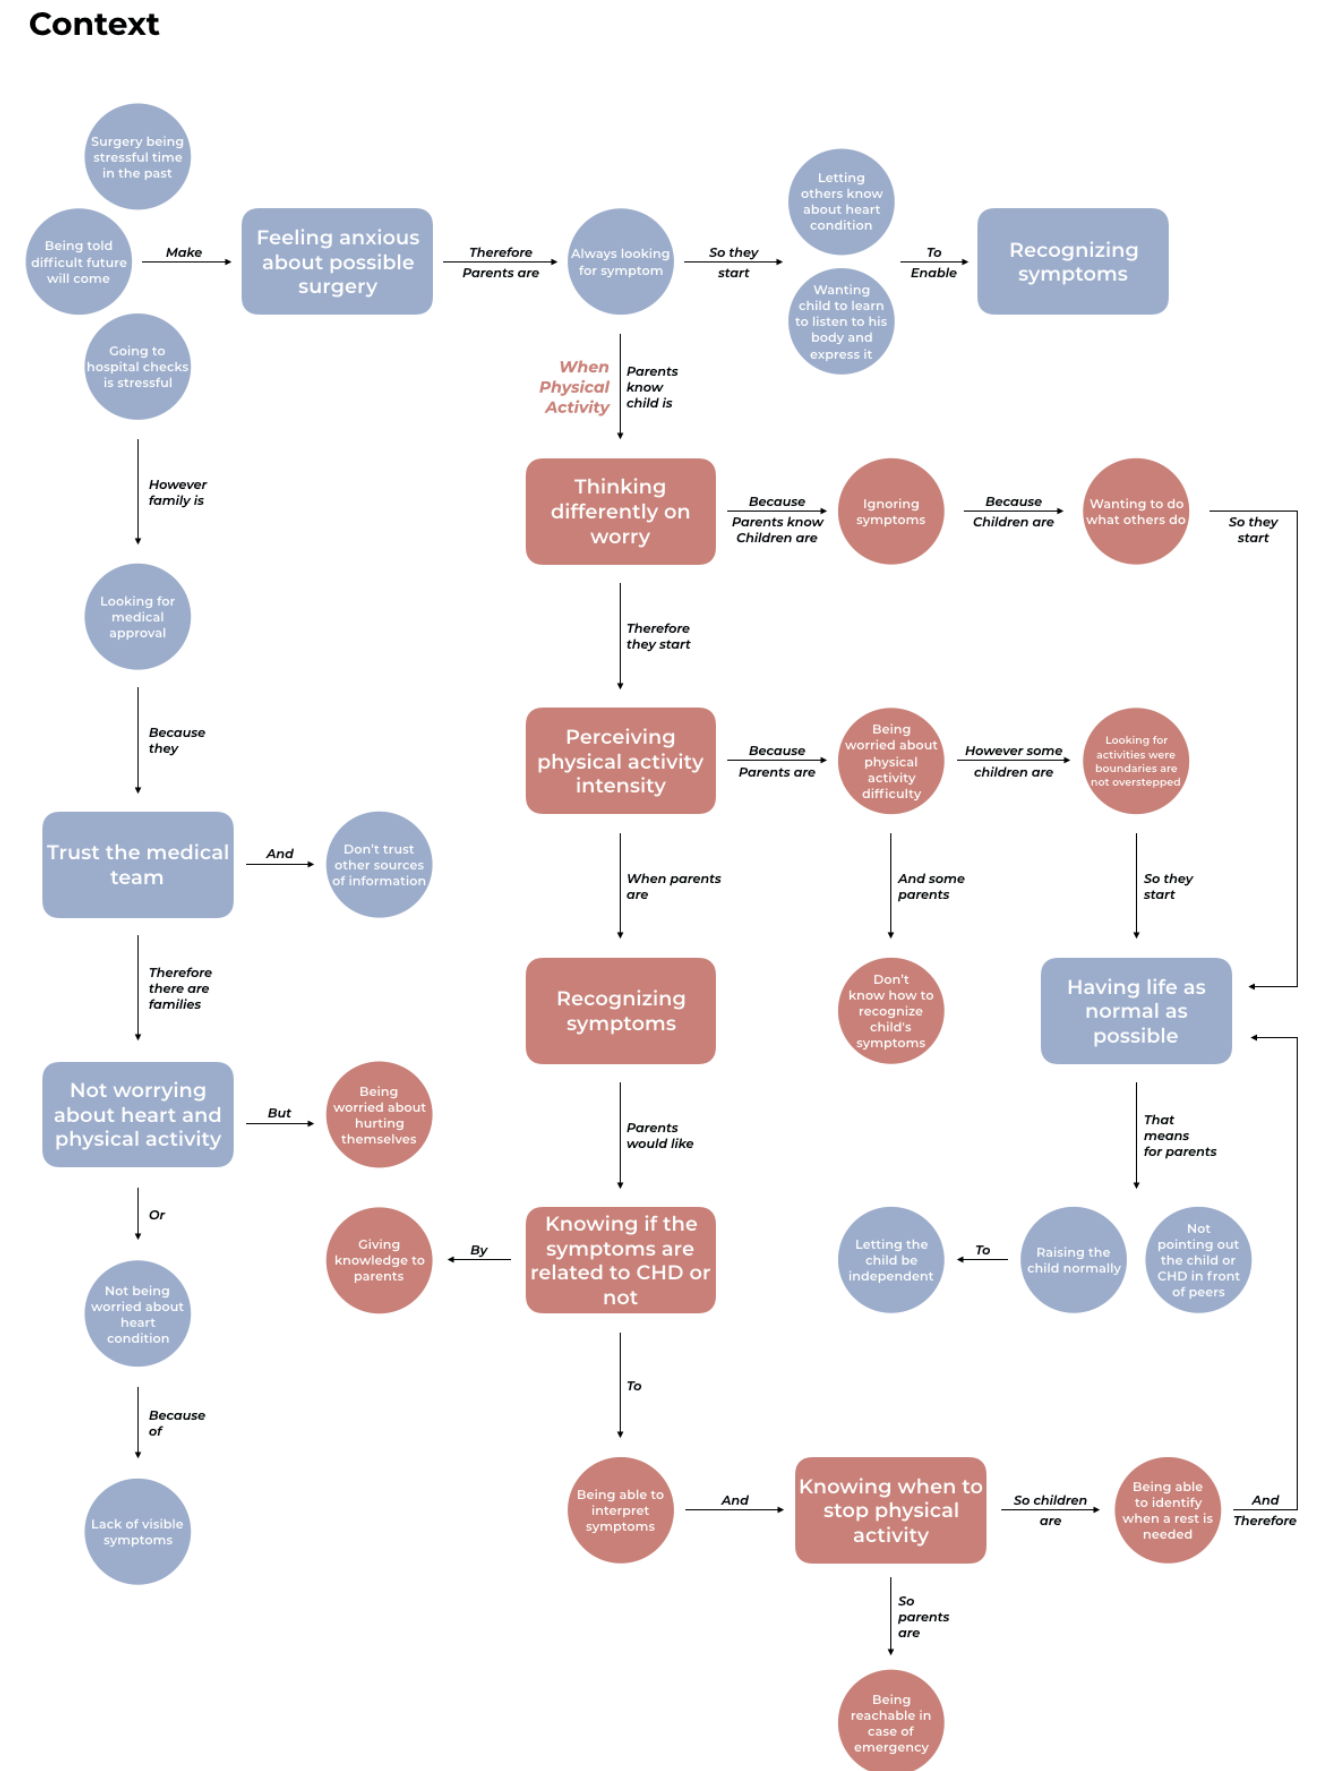 Context
Surgery being
stressful time
in the past
Being told
difficult future
will come
Going to
hospital checks
is stressful
Make
Feeling anxious
about possible
surgery
Therefore
Parents are
Always looking
for symptom
So they
start
Letting
others know
about heart
condition
Wanting
child to learn
to listen to his
body and
express it
To
Enable
Recognizing
symptoms
When
Physical
Activity
Parents
know
child is
However
family is
Thinking
differently on
worry
Because
Parents know
Children are
Ignoring
symptoms
Because
Children are
Wanting to do
what others do
So they
start
Looking for
medical
approval
Therefore
they start
Because
they
Perceiving
physical activity
intensity
Because
Parents are
Being
worried about
physical
activity
difficulty
However some
children are
Looking for
activities were
boundaries are
not overstepped
Trust the medical
team
And
Don't trust
other sources
of information
When parents
are
And some
parents
So they
start
Therefore
there are
families
Recognizing
symptoms
Don't
know how to
recognize
child's
symptoms
Having life as
normal as
possible
Not worrying
about heart and
physical activity
But
Being
worried about
hurting
themselves
Parents
would like
That
means
for parents
Or
Giving
knowledge to
parents
By
Knowing if the
symptoms are
related to CHD or
not
Letting the
child be
independent
To
Raising the
child normally
Not
pointing out
the child or
CHD in front
of peers
Not being
worried about
heart
condition
To
Because
of
Lack of visible
symptoms
Being able to
interpret
symptoms
And
Knowing when to
stop physical
activity
So children
are
Being able
to identify
when a rest is
needed
And
Therefore
So
parents
are
Being
reachable in
case of
emergency